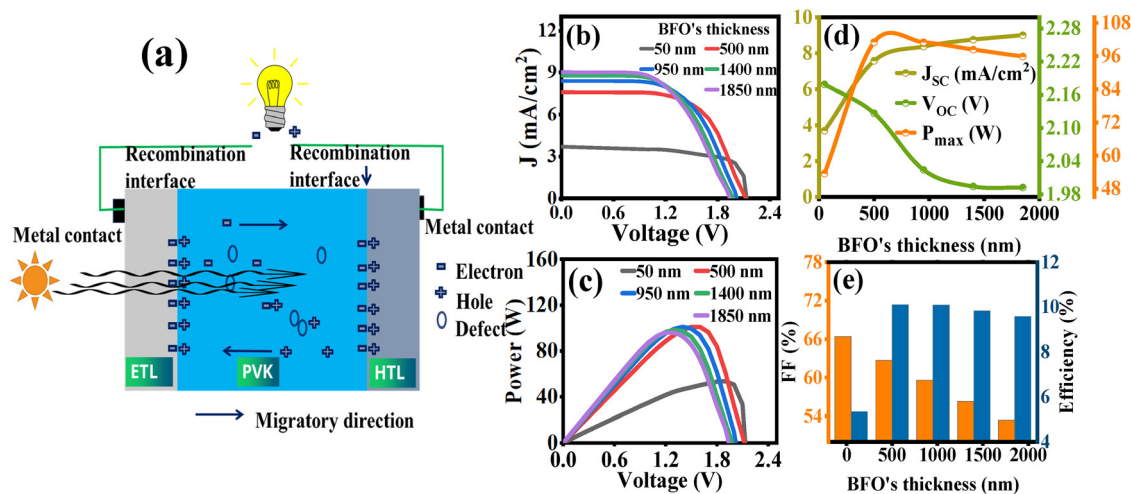 (a)
Recombination
interface
Recombination
interface
Metal contact
Metal contact
Electron
Hole
Defect
ETL
PVK
HTL
Migratory direction
(b)
BFO's thickness
50 nm
500 nm
950 nm
1400 nm
1850 nm
12
9
6
3
0
J (mA/cm²)
0.0
0.6
1.2
1.8
2.4
Voltage (V)
(c)
50 nm
500 nm
950 nm
1400 nm
1850 nm
160
120
80
40
0
Power (W)
0.0
0.6
1.2
1.8
2.4
Voltage (V)
(d)
J_SC (mA/cm²)
V_OC (V)
P_max (W)
10
8
6
4
2
0
2.28
2.22
2.16
2.10
2.04
1.98
108
96
84
72
60
48
0
500
1000
1500
2000
BFO's thickness (nm)
(e)
78
72
66
60
54
FF (%)
12
10
8
6
4
Efficiency (%)
0
500
1000
1500
2000
BFO's thickness (nm)